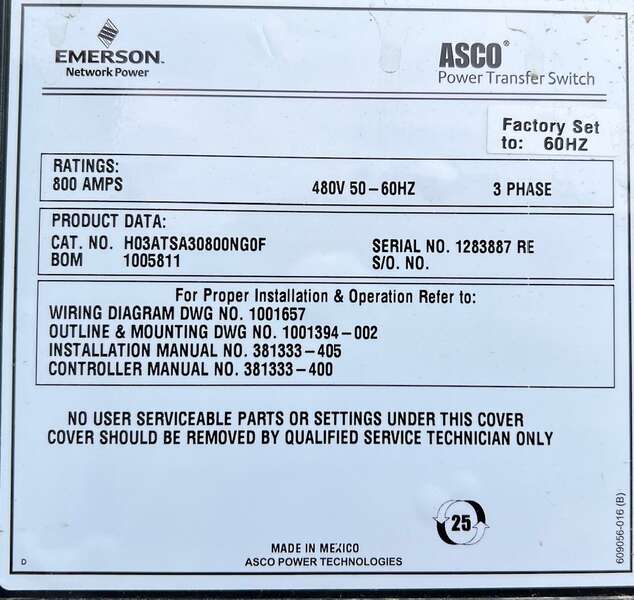 EMERSON.
Network Power
ASCO®
Power Transfer Switch
Factory Set
to: 60HZ
RATINGS:
800 AMPS 480V 50-60HZ 3 PHASE
PRODUCT DATA:
CAT. NO. H03ATSA30800NG0F SERIAL NO. 1283887 RE
BOM 1005811 S/O. NO.
For Proper Installation & Operation Refer to:
WIRING DIAGRAM DWG NO. 1001657
OUTLINE & MOUNTING DWG NO. 1001394-002
INSTALLATION MANUAL NO. 381333-405
CONTROLLER MANUAL NO. 381333-400
NO USER SERVICEABLE PARTS OR SETTINGS UNDER THIS COVER
COVER SHOULD BE REMOVED BY QUALIFIED SERVICE TECHNICIAN ONLY
25
MADE IN MEXICO
ASCO POWER TECHNOLOGIES
D
609056-016 (B)